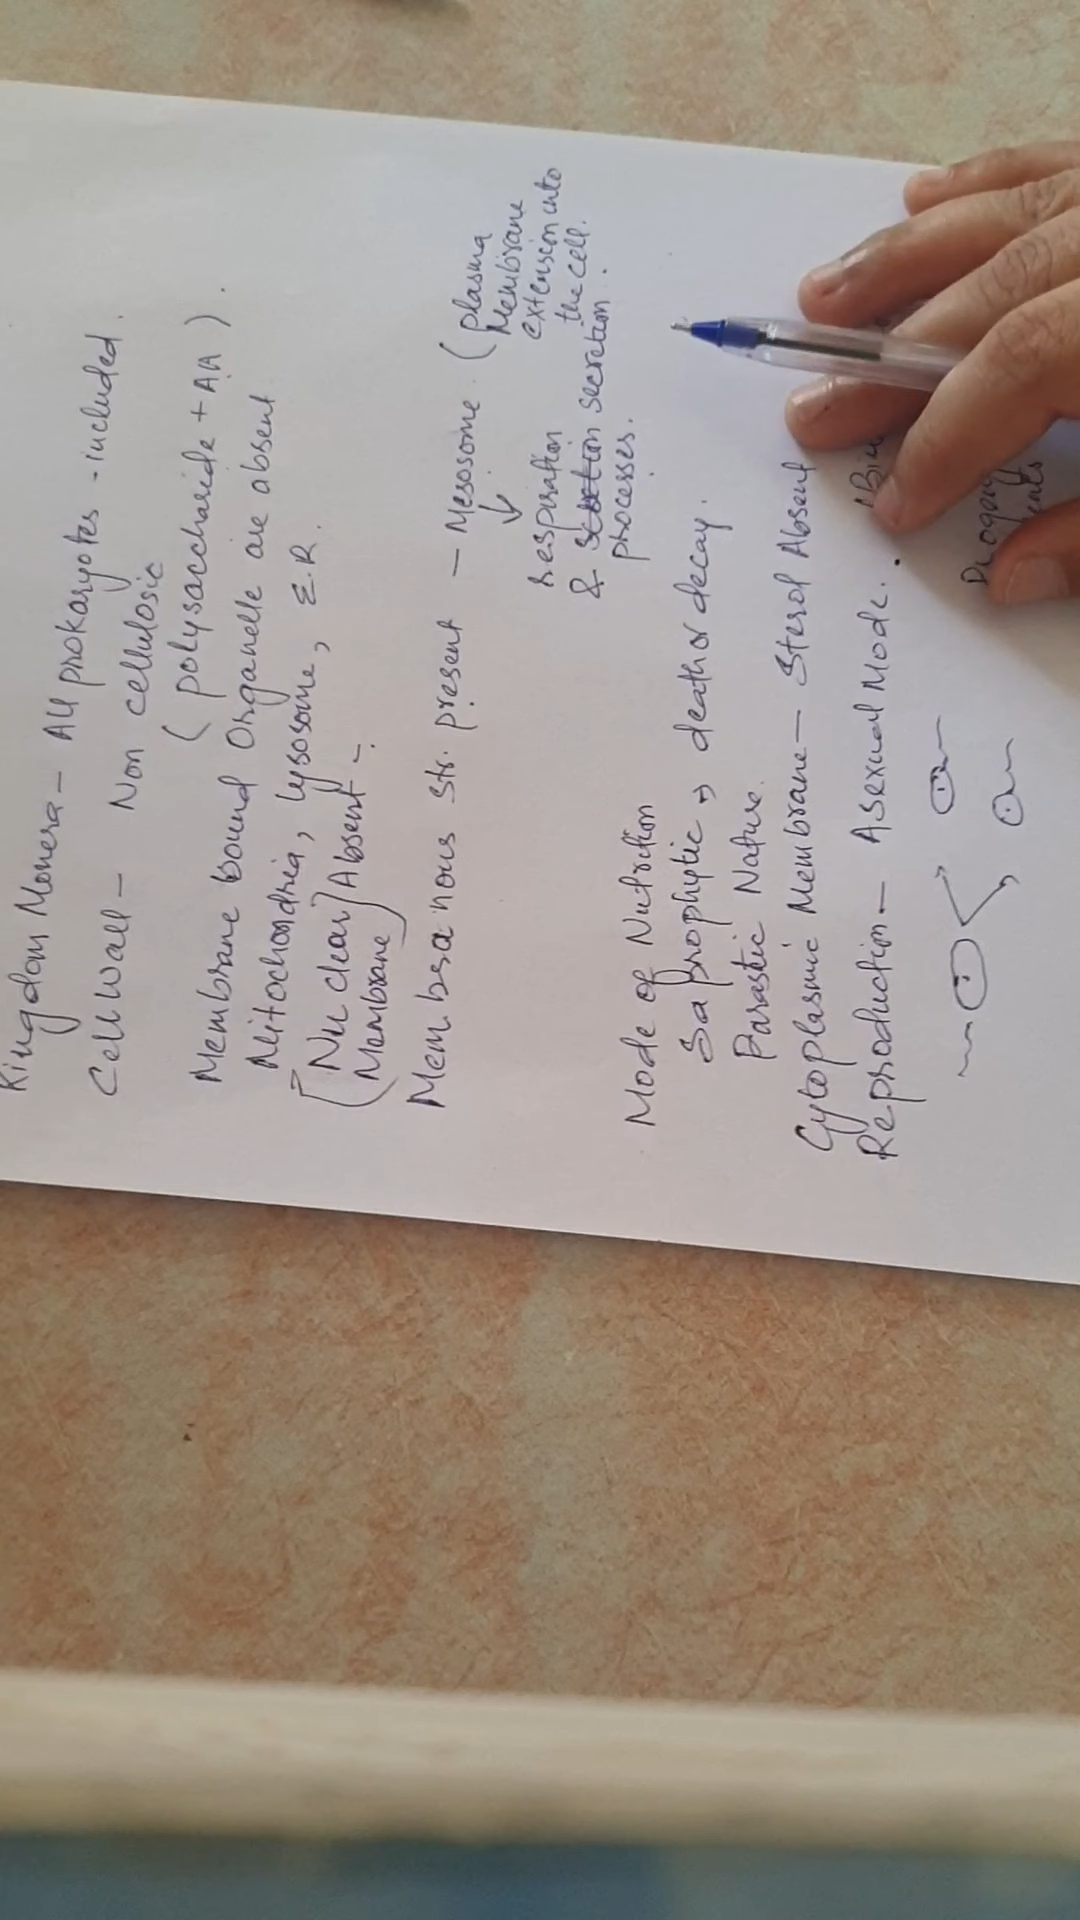 Kingdom Monera - All prokaryotes - included.
Cell Wall - Non cellulosic
( polysaccharide + AA ).
Membrane bound Organelle are absent
Mitochondria, lysosome, E.R.
( Nuclear ) Absent -
( Membrane )
Membranous str. present - Mesosome. ( plasma
Membrane
extension into
the cell.
respiration
& secretion
processes.
Mode of Nutrition
Saprophytic → death or decay.
Parastic Nature.
Cytoplasmic Membrane - Sterol Absent
Reproduction - Asexual Mode.